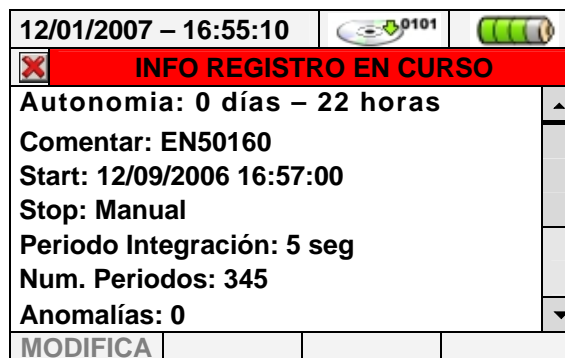 12/01/2007 – 16:55:10
0101
INFO REGISTRO EN CURSO
Autonomia: 0 días – 22 horas
Comentar: EN50160
Start: 12/09/2006 16:57:00
Stop: Manual
Periodo Integración: 5 seg
Num. Periodos: 345
Anomalías: 0
MODIFICA